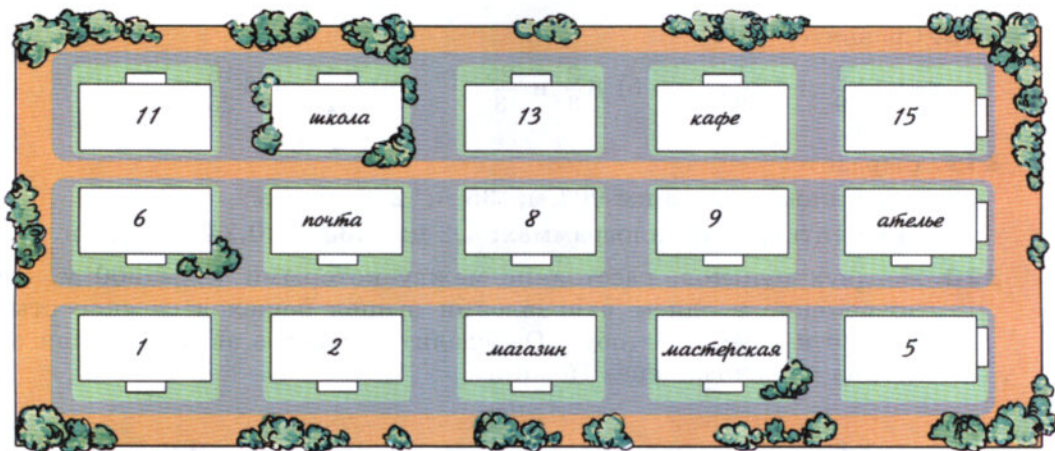 11 школа 13 кафе 15
6 почта 8 9 ателье
1 2 магазин мастерская 5